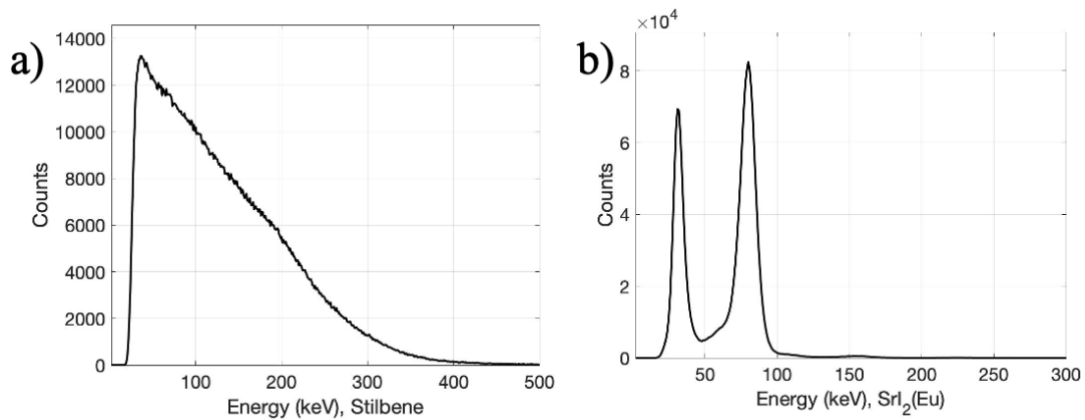 a)
14000
12000
10000
8000
6000
4000
2000
0
Counts
100 200 300 400 500
Energy (keV), Stilbene
b)
×10⁴
8
6
4
2
0
Counts
50 100 150 200 250 300
Energy (keV), SrI₂(Eu)